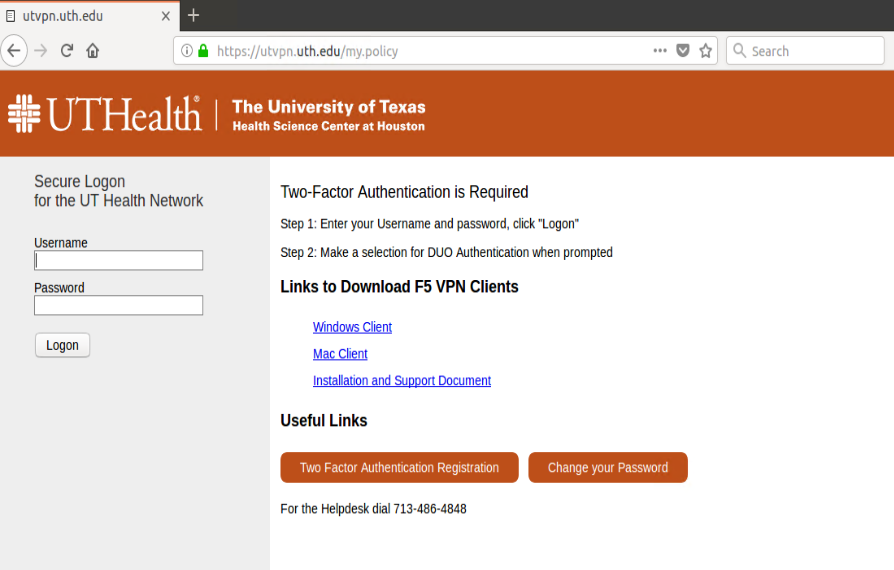 utvpn.uth.edu
https://utvpn.uth.edu/my.policy
Search
UTHealth®
The University of Texas
Health Science Center at Houston
Secure Logon
for the UT Health Network
Username
Password
Logon
Two-Factor Authentication is Required
Step 1: Enter your Username and password, click "Logon"
Step 2: Make a selection for DUO Authentication when prompted
Links to Download F5 VPN Clients
Windows Client
Mac Client
Installation and Support Document
Useful Links
Two Factor Authentication Registration
Change your Password
For the Helpdesk dial 713-486-4848